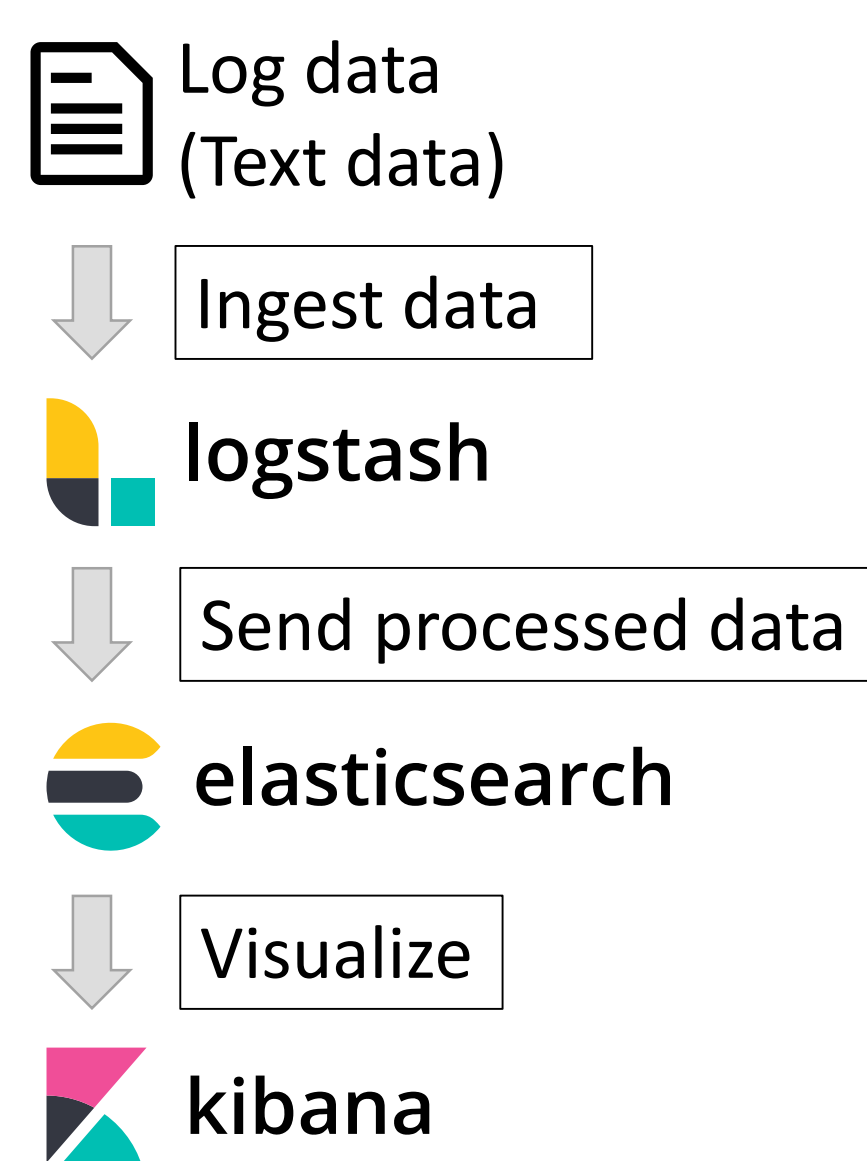 Log data
(Text data)
Ingest data
logstash
Send processed data
elasticsearch
Visualize
kibana